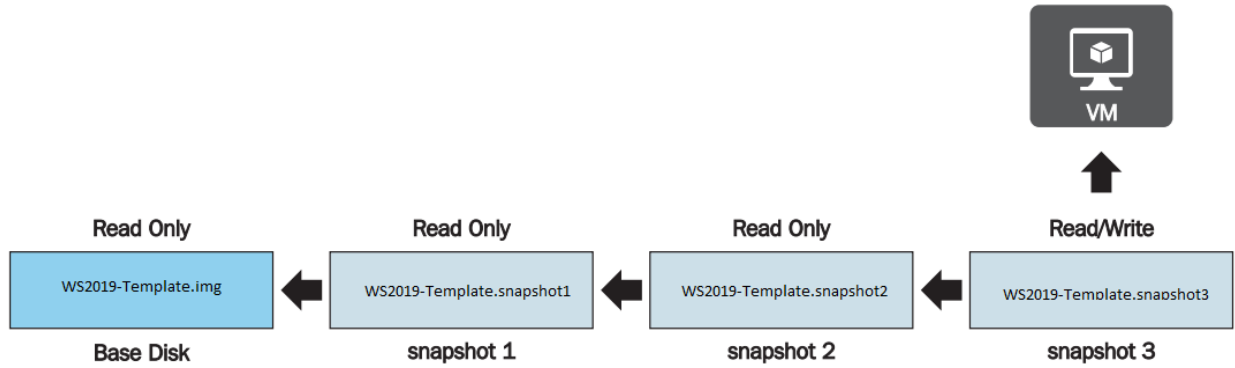 VM
Read Only
Read Only
Read Only
Read/Write
WS2019-Template.img
WS2019-Template.snapshot1
WS2019-Template.snapshot2
WS2019-Template.snapshot3
Base Disk
snapshot 1
snapshot 2
snapshot 3